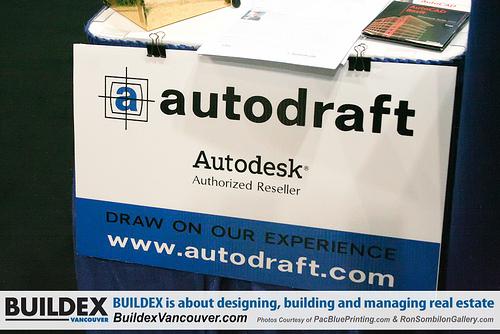 AutoCAD
a autodraft
Autodesk®
Authorized Reseller
DRAW ON OUR EXPERIENCE
www.autodraft.com
BUILDEX
VANCOUVER
BUILDEX is about designing, building and managing real estate
BuildexVancouver.com
Photos Courtesy of PacBluePrinting.com & RonSombilonGallery.com